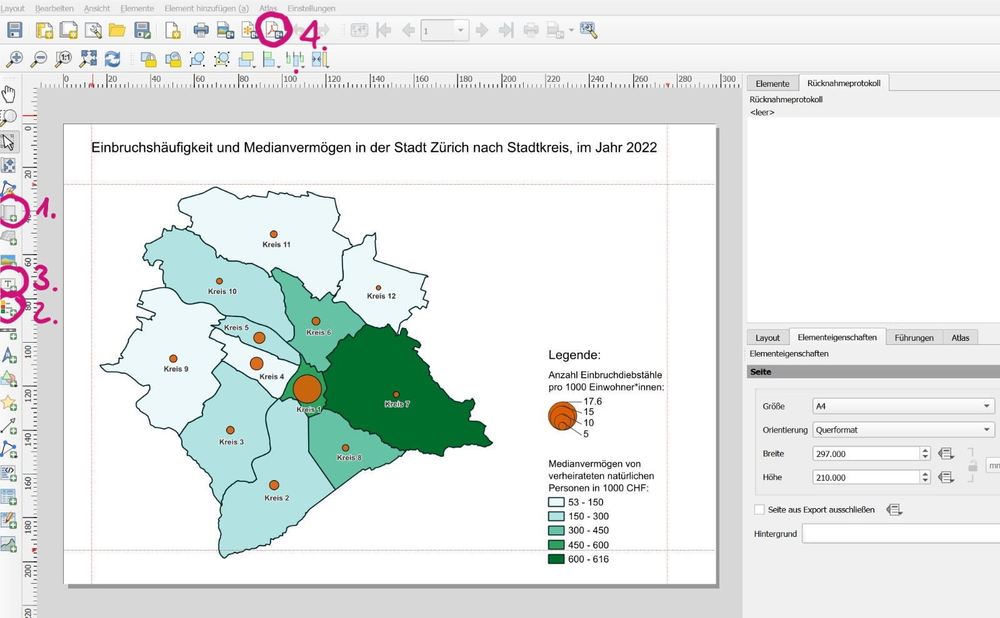 Layout Bearbeiten Ansicht Elemente Element hinzufügen (a) Atlas Einstellungen
1
4.
1:1
0 20 40 60 80 100 120 140 160 180 200 220 240 260 280 300
Elemente Rücknahmeprotokoll
Rücknahmeprotokoll
<leer>
0
20
40
60
80
100
120
140
160
180
200
220
1.
3.
T
2.
Einbruchshäufigkeit und Medianvermögen in der Stadt Zürich nach Stadtkreis, im Jahr 2022
Kreis 11
Kreis 10
Kreis 12
Kreis 5
Kreis 6
Kreis 9
Kreis 4
Kreis 1
Kreis 7
Kreis 3
Kreis 8
Kreis 2
Legende:
Anzahl Einbruchdiebstähle
pro 1000 Einwohner*innen:
17.6
15
10
5
Medianvermögen von
verheirateten natürlichen
Personen in 1000 CHF:
53 - 150
150 - 300
300 - 450
450 - 600
600 - 616
Layout Elementeigenschaften Führungen Atlas
Elementeigenschaften
Seite
Größe A4
Orientierung Querformat
Breite 297.000
mm
Höhe 210.000
Seite aus Export ausschließen
Hintergrund